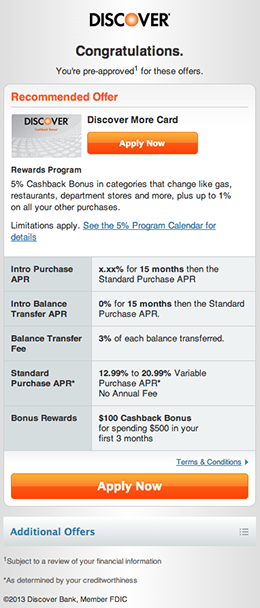 DISCOVER
Congratulations.
You're pre-approved1 for these offers.
Recommended Offer
DISCOVER
Cashback Bonus
Discover More Card
Apply Now
Rewards Program
5% Cashback Bonus in categories that change like gas,
restaurants, department stores and more, plus up to 1%
on all your other purchases.
Limitations apply. See the 5% Program Calendar for
details
Intro Purchase
APR
x.xx% for 15 months then the
Standard Purchase APR
Intro Balance
Transfer APR
0% for 15 months then the Standard
Purchase APR.
Balance Transfer
Fee
3% of each balance transferred.
Standard
Purchase APR*
12.99% to 20.99% Variable
Purchase APR*
No Annual Fee
Bonus Rewards
$100 Cashback Bonus
for spending $500 in your
first 3 months
Terms & Conditions
Apply Now
Additional Offers
1Subject to a review of your financial information
*As determined by your creditworthiness
©2013 Discover Bank, Member FDIC